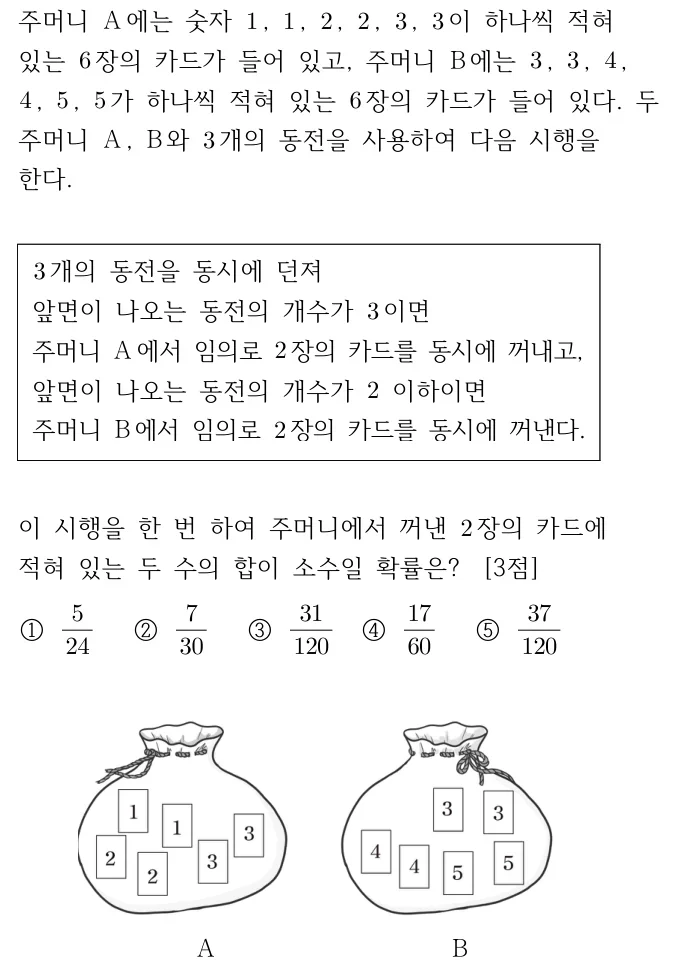 주머니 A에는 숫자 1, 1, 2, 2, 3, 3이 하나씩 적혀
있는 6장의 카드가 들어 있고, 주머니 B에는 3, 3, 4,
4, 5, 5가 하나씩 적혀 있는 6장의 카드가 들어 있다. 두
주머니 A, B와 3개의 동전을 사용하여 다음 시행을
한다.
3개의 동전을 동시에 던져
앞면이 나오는 동전의 개수가 3이면
주머니 A에서 임의로 2장의 카드를 동시에 꺼내고,
앞면이 나오는 동전의 개수가 2 이하이면
주머니 B에서 임의로 2장의 카드를 동시에 꺼낸다.
이 시행을 한 번 하여 주머니에서 꺼낸 2장의 카드에
적혀 있는 두 수의 합이 소수일 확률은? [3점]
① 5/24 ② 7/30 ③ 31/120 ④ 17/60 ⑤ 37/120
1 1 2 2 3 3
3 3 4 4 5 5
A B